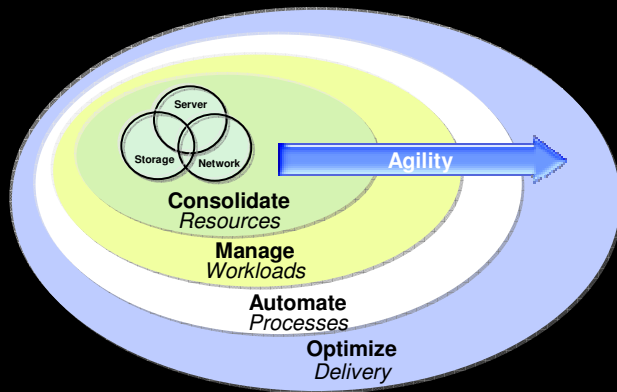 Server
Storage
Network
Agility
Consolidate
Resources
Manage
Workloads
Automate
Processes
Optimize
Delivery